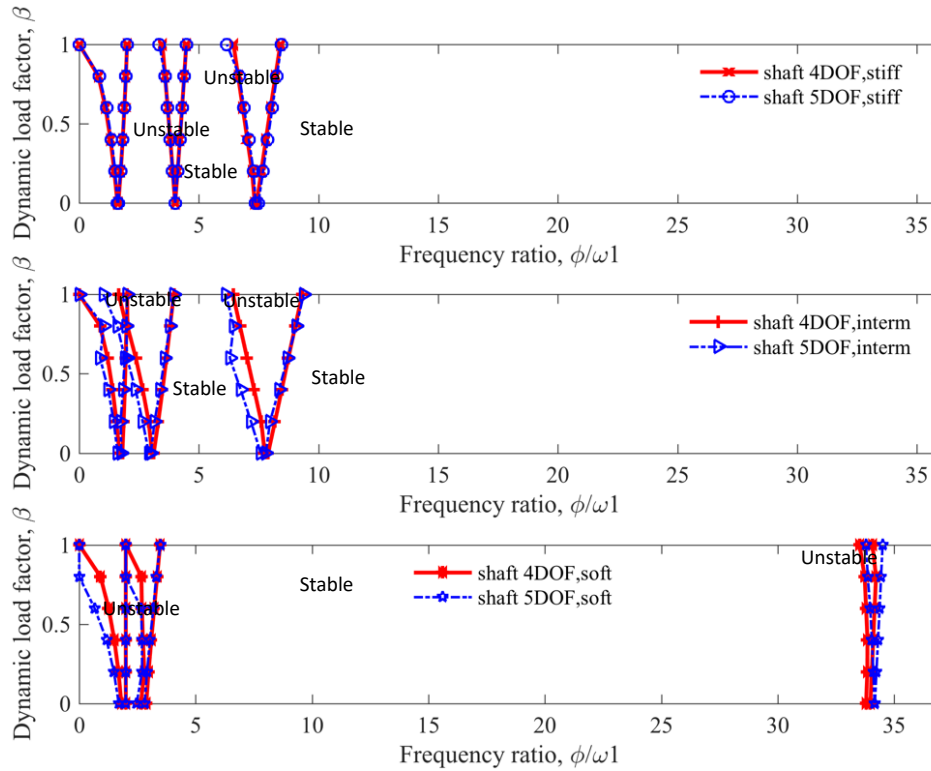 Dynamic load factor, β
1
0.5
0
Unstable
Unstable
Stable
Stable
shaft 4DOF,stiff
shaft 5DOF,stiff
0 5 10 15 20 25 30 35
Frequency ratio, ϕ/ω1
Dynamic load factor, β
1
0.5
0
Unstable
Unstable
Stable
Stable
shaft 4DOF,interm
shaft 5DOF,interm
0 5 10 15 20 25 30 35
Frequency ratio, ϕ/ω1
Dynamic load factor, β
1
0.5
0
Unstable
Stable
Unstable
shaft 4DOF,soft
shaft 5DOF,soft
0 5 10 15 20 25 30 35
Frequency ratio, ϕ/ω1